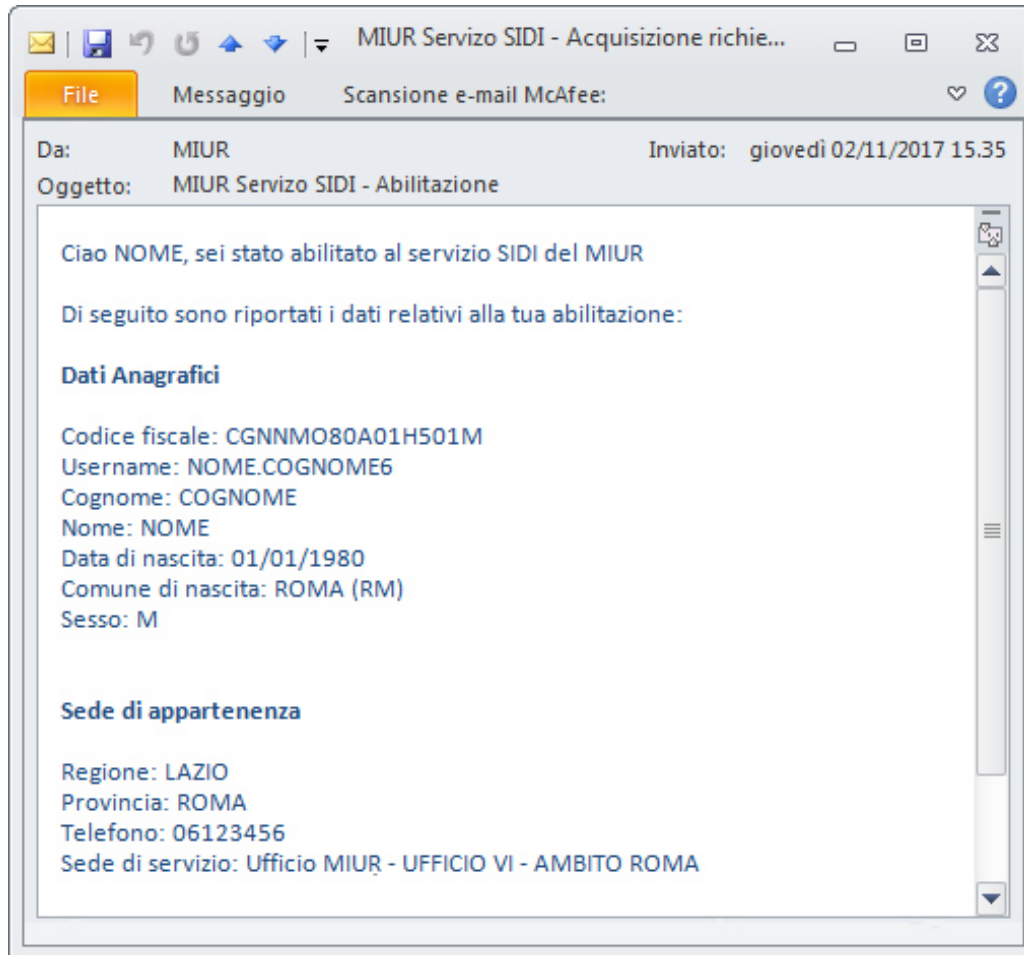 MIUR Servizo SIDI - Acquisizione richie...
File Messaggio Scansione e-mail McAfee:
Da: MIUR Inviato: giovedì 02/11/2017 15.35
Oggetto: MIUR Servizo SIDI - Abilitazione
Ciao NOME, sei stato abilitato al servizio SIDI del MIUR
Di seguito sono riportati i dati relativi alla tua abilitazione:
Dati Anagrafici
Codice fiscale: CGNNMO80A01H501M
Username: NOME.COGNOME6
Cognome: COGNOME
Nome: NOME
Data di nascita: 01/01/1980
Comune di nascita: ROMA (RM)
Sesso: M
Sede di appartenenza
Regione: LAZIO
Provincia: ROMA
Telefono: 06123456
Sede di servizio: Ufficio MIUR - UFFICIO VI - AMBITO ROMA